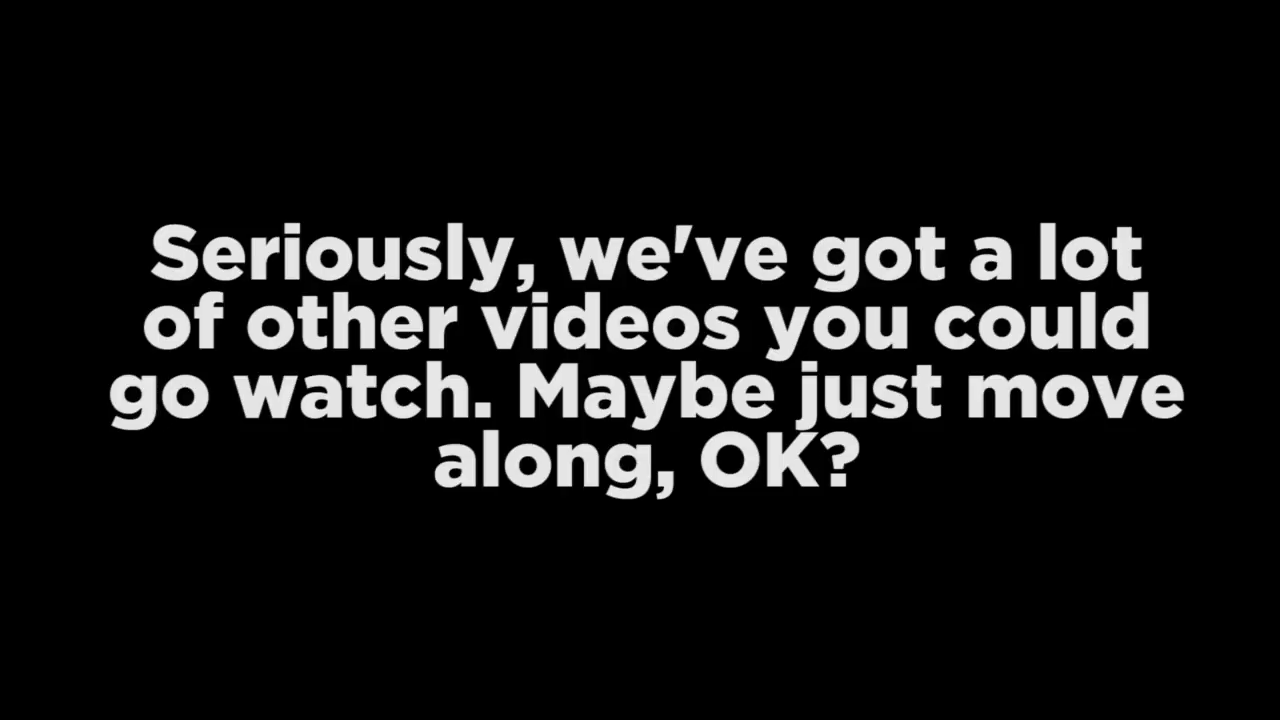 Seriously, we've got a lot
of other videos you could
go watch. Maybe just move
along, OK?